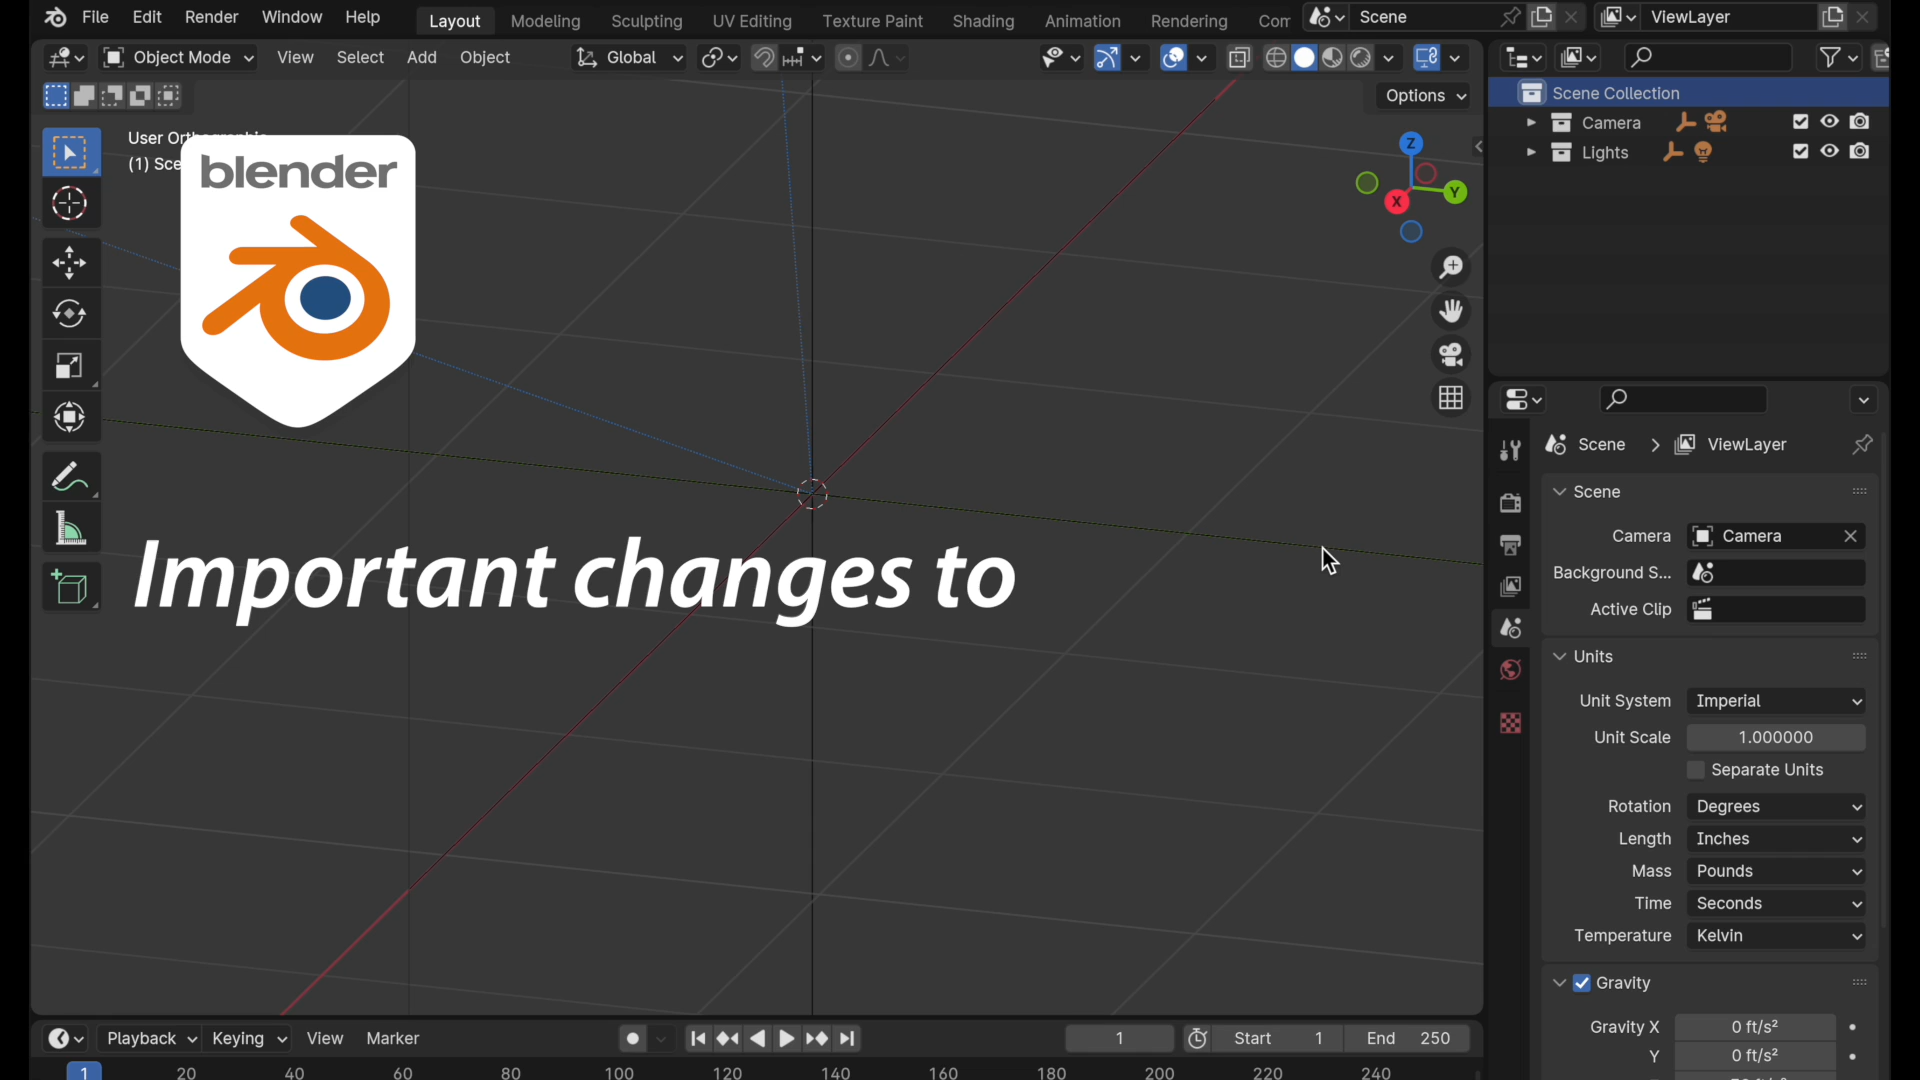 File Edit Render Window Help Layout Modeling Sculpting UV Editing Texture Paint Shading Animation Rendering Scene ViewLayer
Object Mode View Select Add Object Global
Options
User
(1) Sce
blender
Important changes to
Z
Y
X
Scene Collection
Camera
Lights
Scene > ViewLayer
Scene
Camera Camera
Background S...
Active Clip
Units
Unit System Imperial
Unit Scale 1.000000
Separate Units
Rotation Degrees
Length Inches
Mass Pounds
Time Seconds
Temperature Kelvin
Gravity
Gravity X 0 ft/s²
Y 0 ft/s²
Playback Keying View Marker 1 Start 1 End 250
1 20 40 60 80 100 120 140 160 180 200 220 240